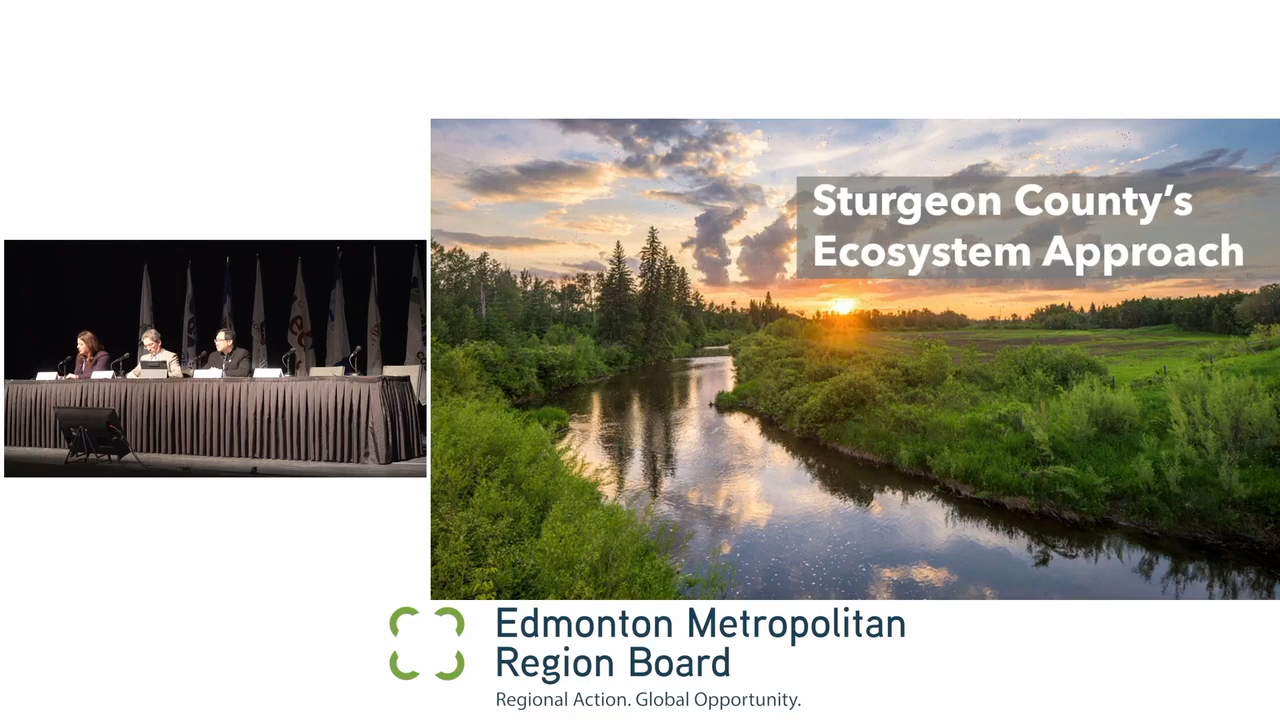 Sturgeon County's
Ecosystem Approach
Edmonton Metropolitan
Region Board
Regional Action. Global Opportunity.